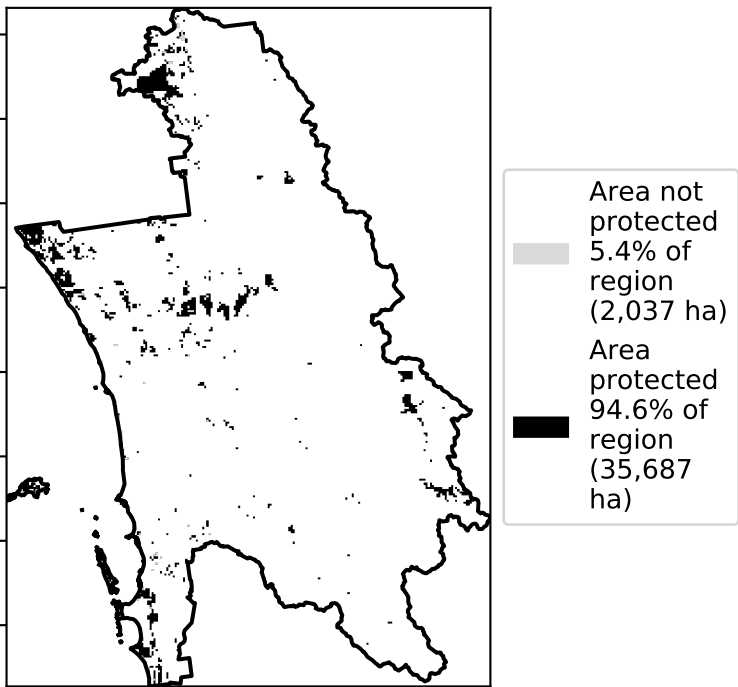 Area not
protected
5.4% of
region
(2,037 ha)
Area
protected
94.6% of
region
(35,687
ha)